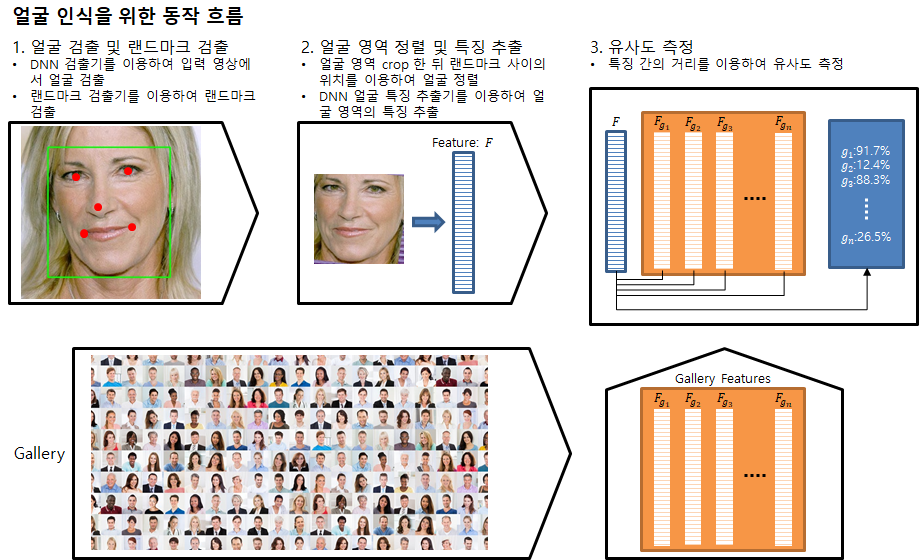 얼굴 인식을 위한 동작 흐름
1. 얼굴 검출 및 랜드마크 검출
• DNN 검출기를 이용하여 입력 영상에
서 얼굴 검출
• 랜드마크 검출기를 이용하여 랜드마크
검출
2. 얼굴 영역 정렬 및 특징 추출
• 얼굴 영역 crop 한 뒤 랜드마크 사이의
위치를 이용하여 얼굴 정렬
• DNN 얼굴 특징 추출기를 이용하여 얼
굴 영역의 특징 추출
Feature: F
3. 유사도 측정
• 특징 간의 거리를 이용하여 유사도 측정
F F_{g_1} F_{g_2} F_{g_3} F_{g_n}
....
g_1:91.7%
g_2:12.4%
g_3:88.3%
....
g_n:26.5%
Gallery
Gallery Features
F_{g_1} F_{g_2} F_{g_3} F_{g_n}
....